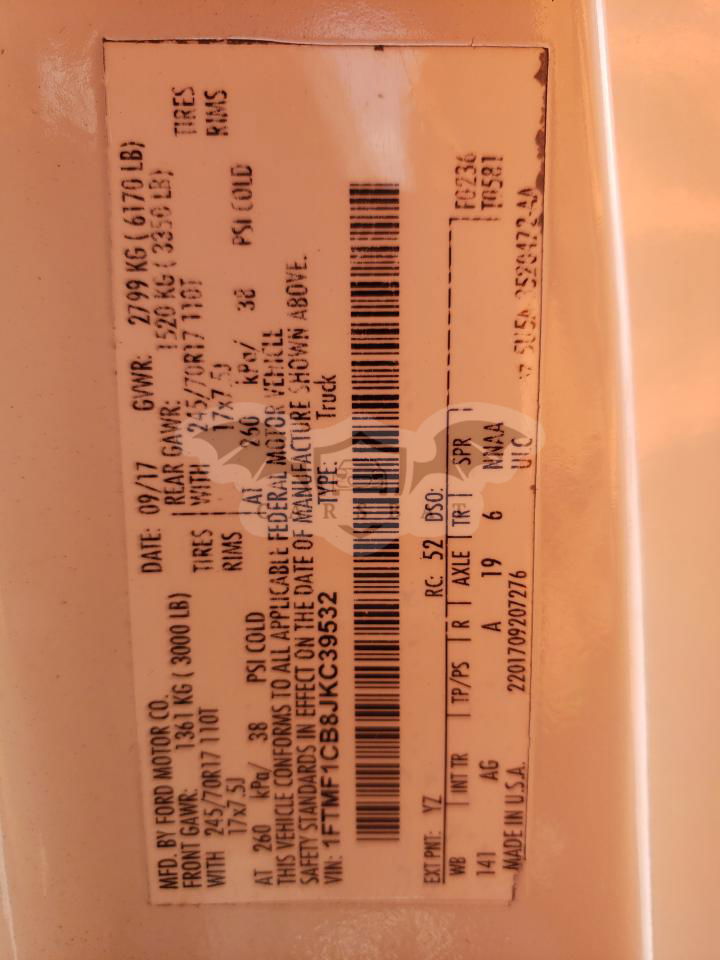 MFD. BY FORD MOTOR CO.
DATE: 09/17 GVWR: 2799 KG ( 6170 LB)
FRONT GAWR: 1361 KG ( 3000 LB)
REAR GAWR: 1520 KG ( 3350 LB)
WITH 245/70R17 110T TIRES
WITH 245/70R17 110T TIRES
17x7.5J RIMS
17x7.5J RIMS
AT 260 kPa/ 38 PSI COLD
AT 260 kPa/ 38 PSI COLD
THIS VEHICLE CONFORMS TO ALL APPLICABLE FEDERAL MOTOR VEHICLE
SAFETY STANDARDS IN EFFECT ON THE DATE OF MANUFACTURE SHOWN ABOVE.
VIN: 1FTMF1CB8JKC39532
TYPE: Truck
EXT PNT: YZ RC: 52 DSO:
WB INT TR TP/PS R AXLE TR SPR
F0236
141 AG A 19 6 NNAA
T0581
MADE IN U.S.A. 2201709207276 UTC